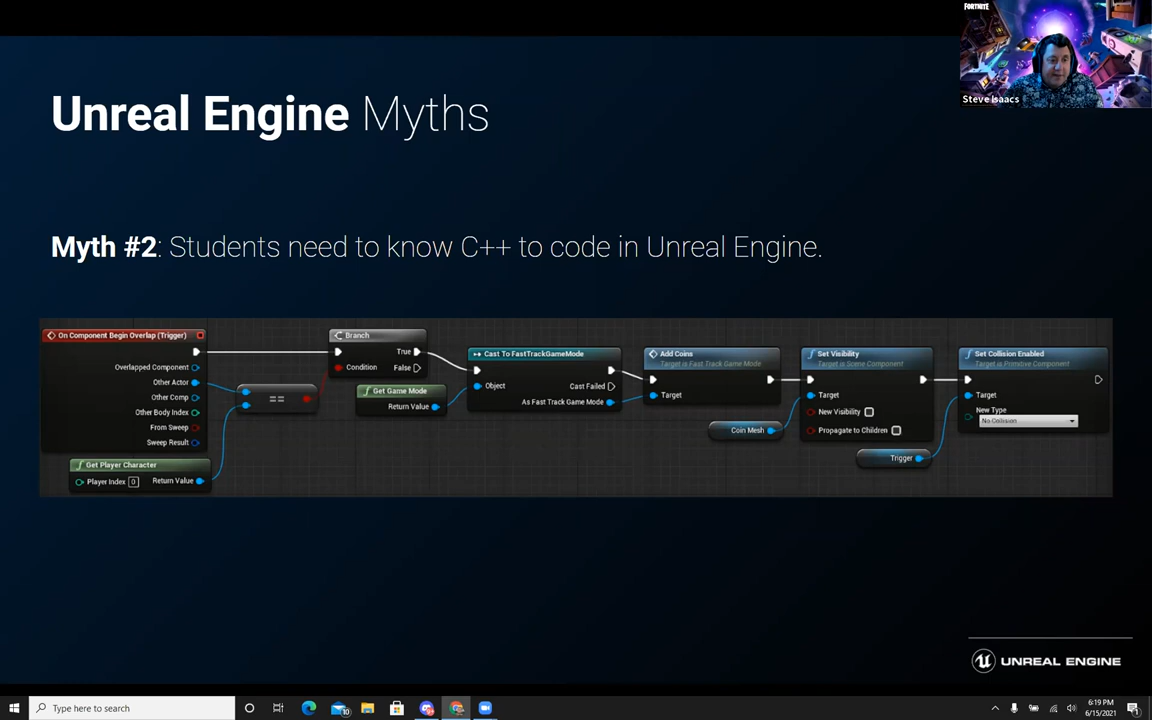 FORTNITE
Steve Isaacs
Unreal Engine Myths
Myth #2: Students need to know C++ to code in Unreal Engine.
On Component Begin Overlap (Trigger)
Overlapped Component
Other Actor
Other Comp
Other Body Index
From Sweep
Sweep Result
Get Player Character
Player Index 0 Return Value
==
Branch
True
Condition False
Get Game Mode
Return Value
Cast To FastTrackGameMode
Object Cast Failed
As Fast Track Game Mode
Add Coins
Target is Fast Track Game Mode
Target
Coin Mesh
Set Visibility
Target is Scene Component
Target
New Visibility
Propagate to Children
Trigger
Set Collision Enabled
Target is Primitive Component
Target
New Type
No Collision
UNREAL ENGINE
Type here to search
10
6:19 PM
6/15/2021